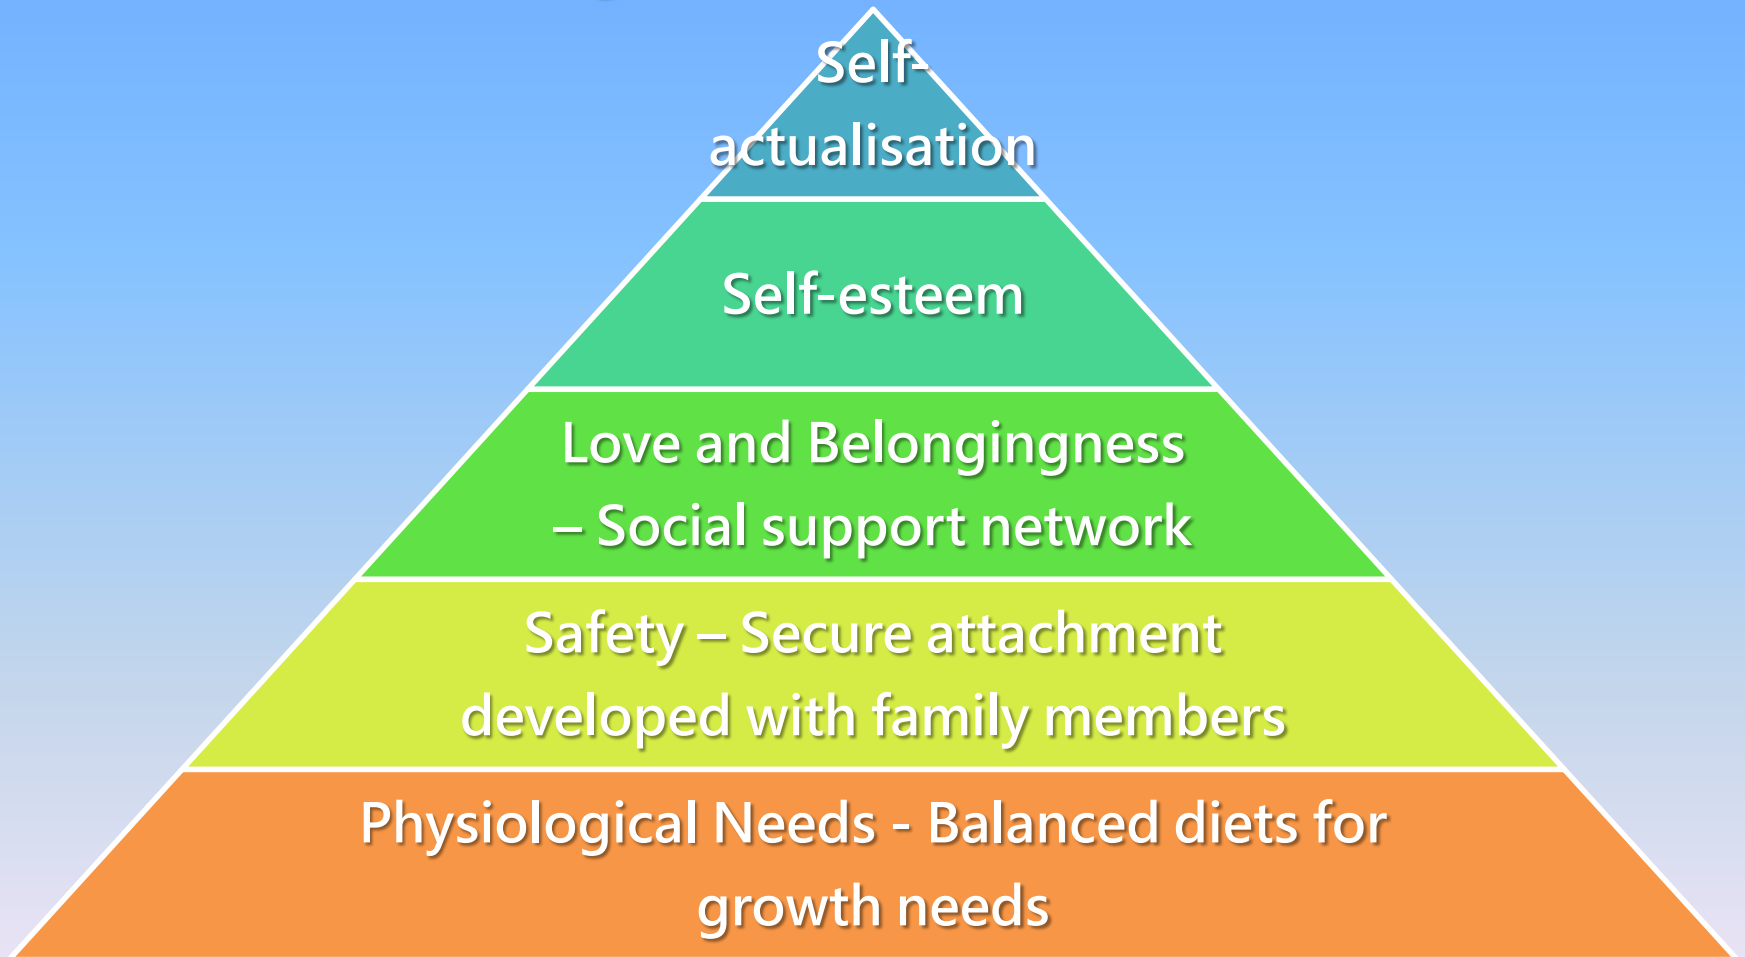 Self-
actualisation
Self-esteem
Love and Belongingness
– Social support network
Safety – Secure attachment
developed with family members
Physiological Needs - Balanced diets for
growth needs